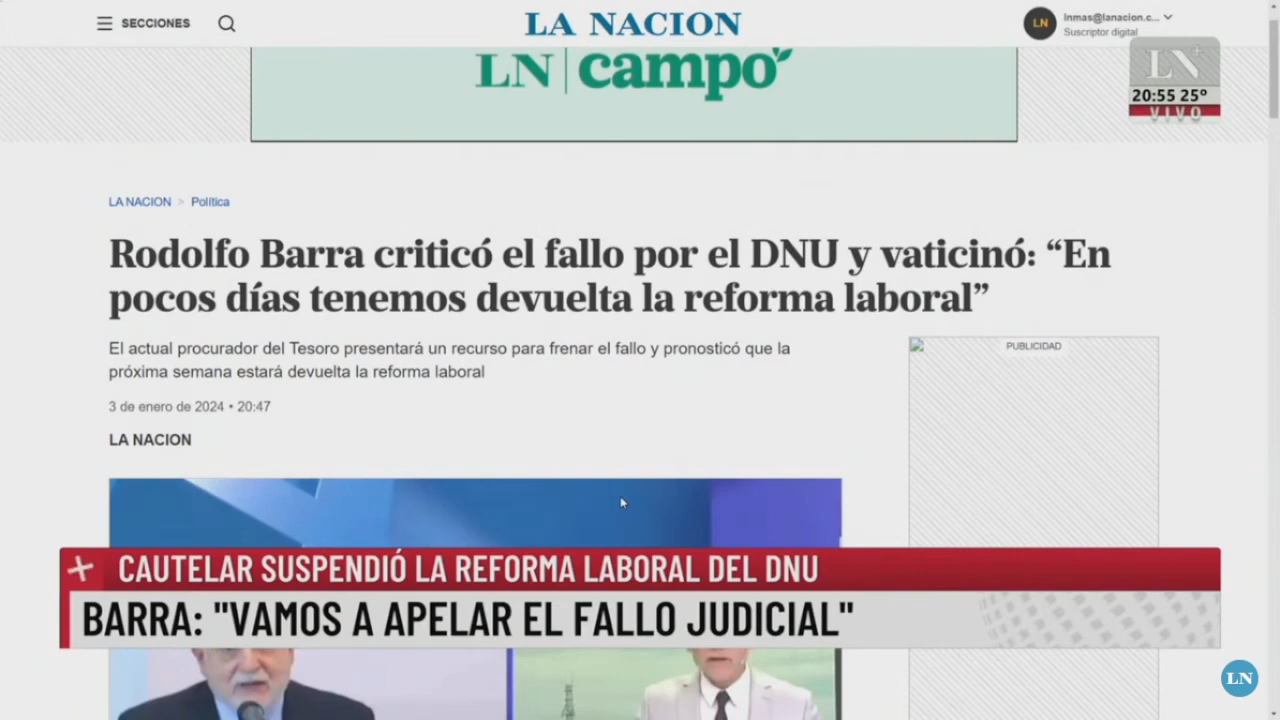 SECCIONES
LA NACION
LN
lnmas@lanacion.c...
Suscriptor digital
LN campo
LN+
20:55 25°
VIVO
LA NACION > Política
Rodolfo Barra criticó el fallo por el DNU y vaticinó: “En
pocos días tenemos devuelta la reforma laboral”
El actual procurador del Tesoro presentará un recurso para frenar el fallo y pronosticó que la
próxima semana estará devuelta la reforma laboral
PUBLICIDAD
3 de enero de 2024 • 20:47
LA NACION
CAUTELAR SUSPENDIÓ LA REFORMA LABORAL DEL DNU
BARRA: "VAMOS A APELAR EL FALLO JUDICIAL"
LN